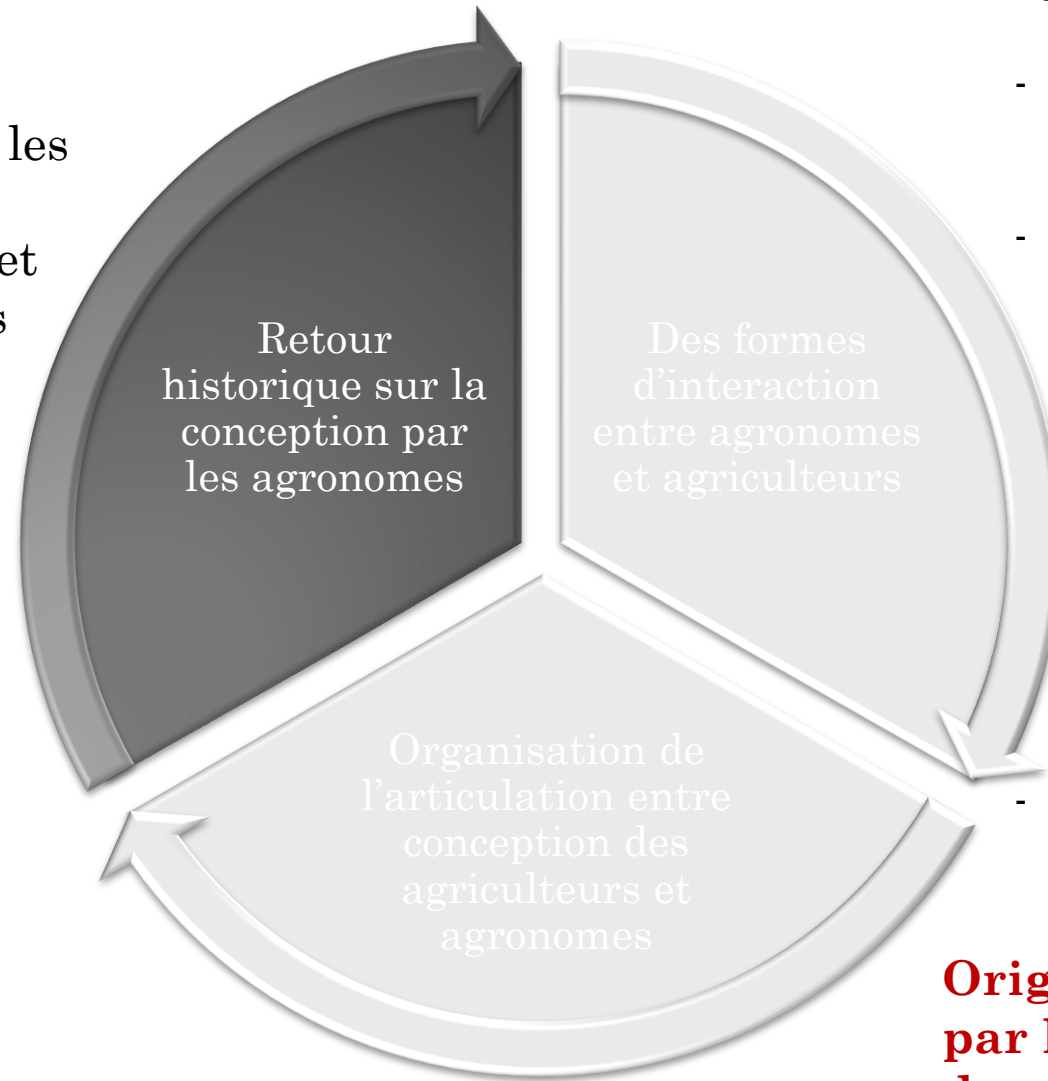 les
et
Retour
historique sur la
conception par
les agronomes
Des formes
d'interaction
entre agronomes
et agriculteurs
Organisation de
l'articulation entre
conception des
agriculteurs et
agronomes
-
-
-
par